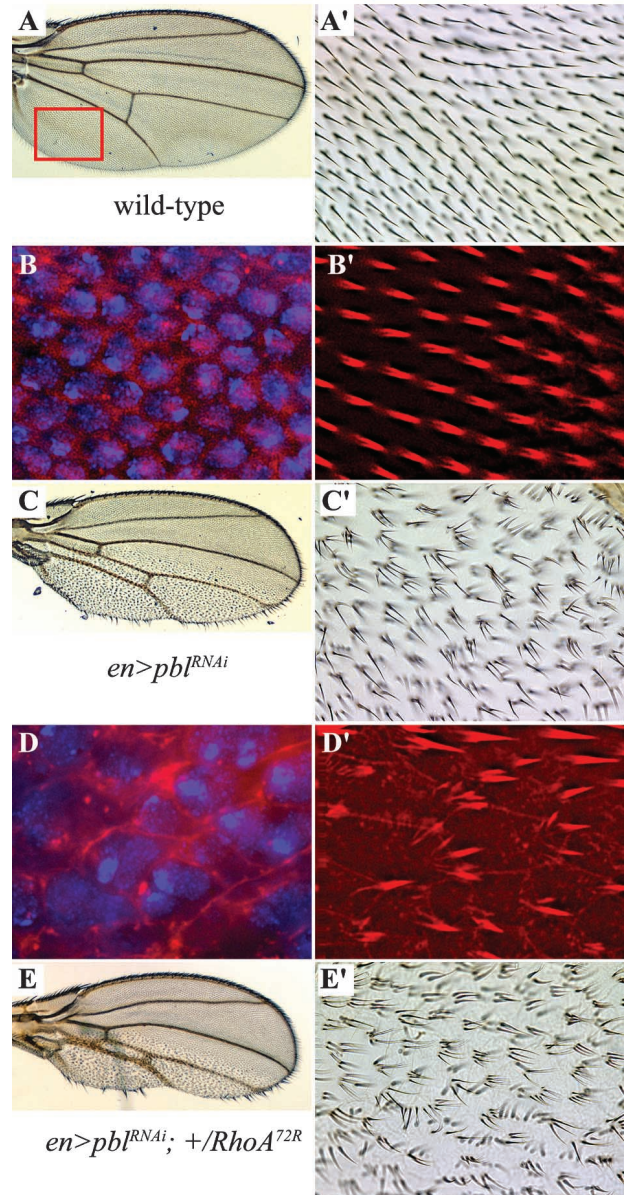 A
A'
wild-type
B
B'
C
C'
en>pbl^RNAi
D
D'
E
E'
en>pbl^RNAi; +/RhoA^72R